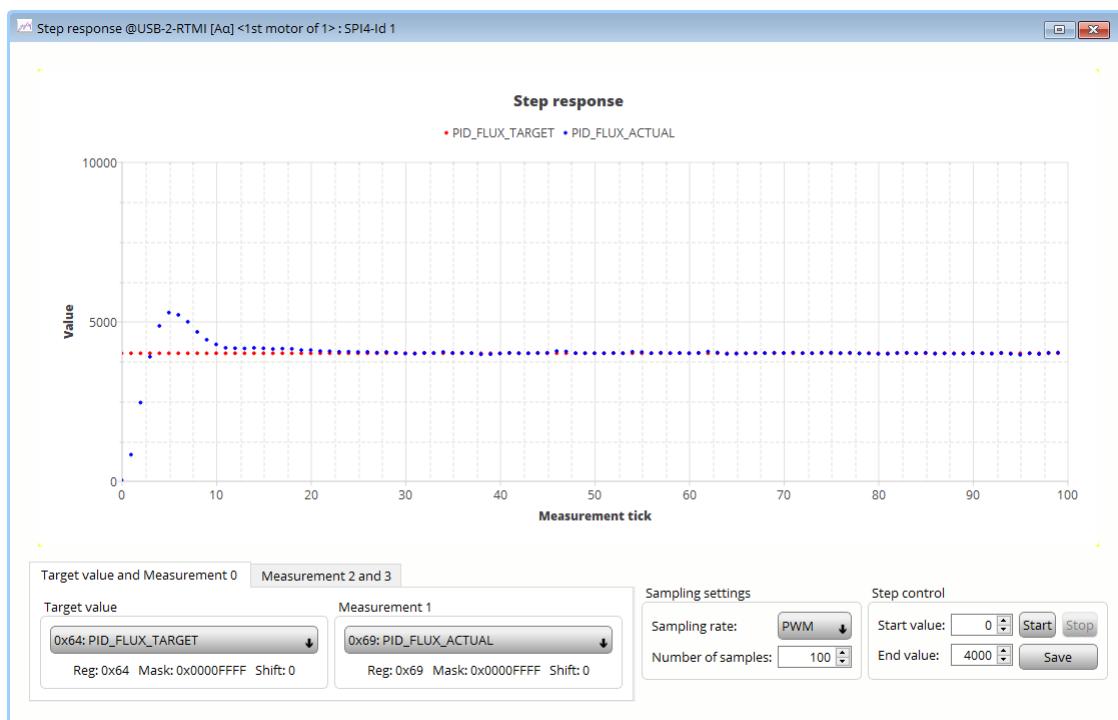 Step response @USB-2-RTMI [Aα] <1st motor of 1> : SPI4-Id 1
Step response
• PID_FLUX_TARGET • PID_FLUX_ACTUAL
10000
5000
0
Value
0 10 20 30 40 50 60 70 80 90 100
Measurement tick
Target value and Measurement 0 Measurement 2 and 3
Target value Measurement 1
0x64: PID_FLUX_TARGET 0x69: PID_FLUX_ACTUAL
Reg: 0x64 Mask: 0x0000FFFF Shift: 0 Reg: 0x69 Mask: 0x0000FFFF Shift: 0
Sampling settings
Sampling rate: PWM
Number of samples: 100
Step control
Start value: 0 Start Stop
End value: 4000 Save